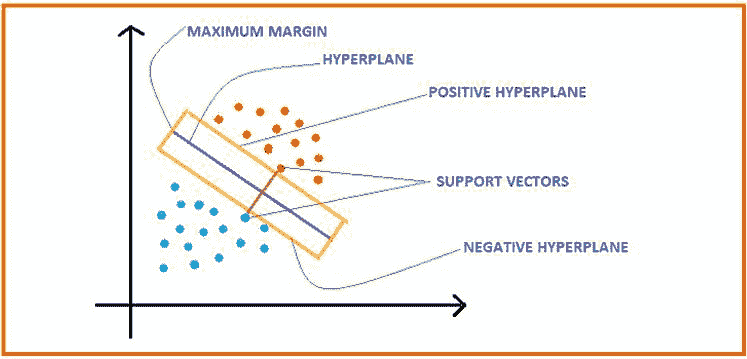 MAXIMUM MARGIN
HYPERPLANE
POSITIVE HYPERPLANE
SUPPORT VECTORS
NEGATIVE HYPERPLANE